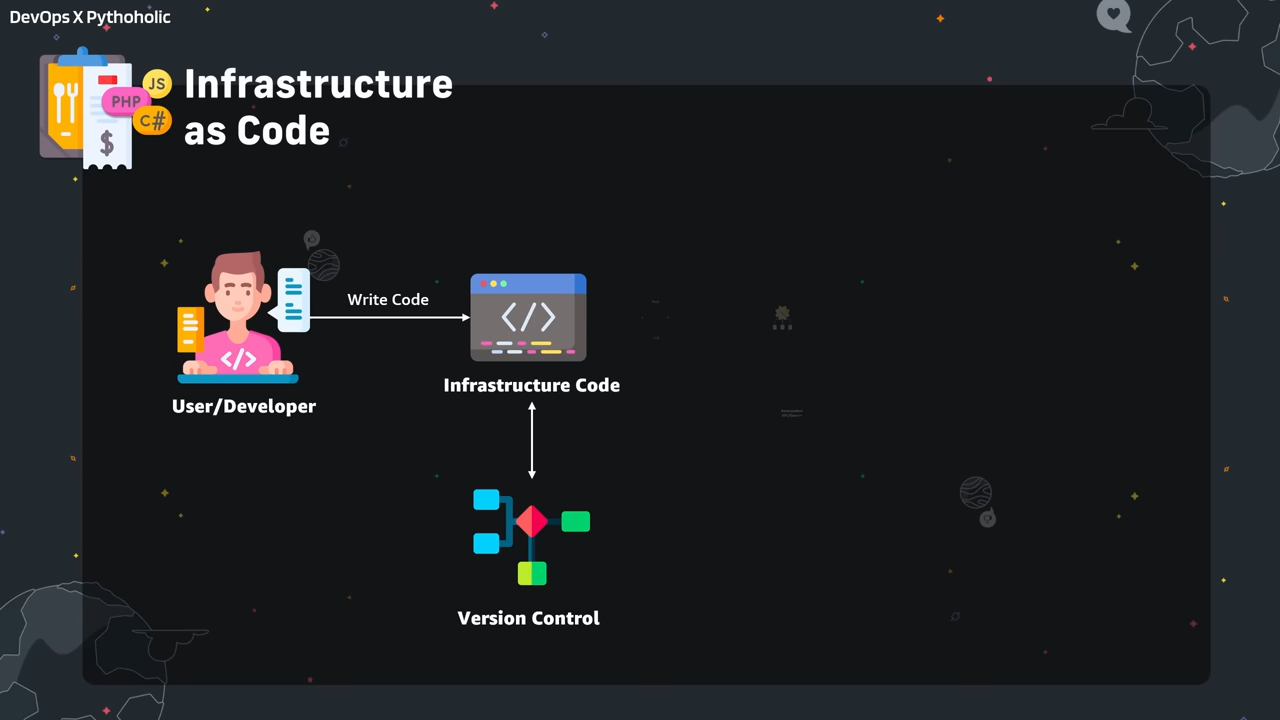 DevOps X Pythoholic
JS
PHP
C#
$
Infrastructure
as Code
Write Code
</>
</>
Infrastructure Code
User/Developer
Version Control